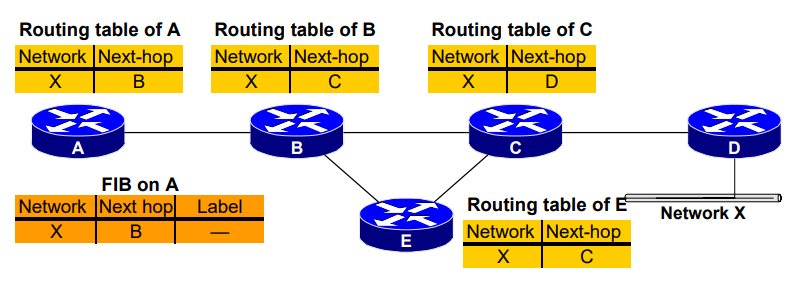 Routing table of A
Network Next-hop
X B
Routing table of B
Network Next-hop
X C
Routing table of C
Network Next-hop
X D
A
B
C
D
FIB on A
Network Next hop Label
X B —
E
Routing table of E
Network Next-hop
X C
Network X